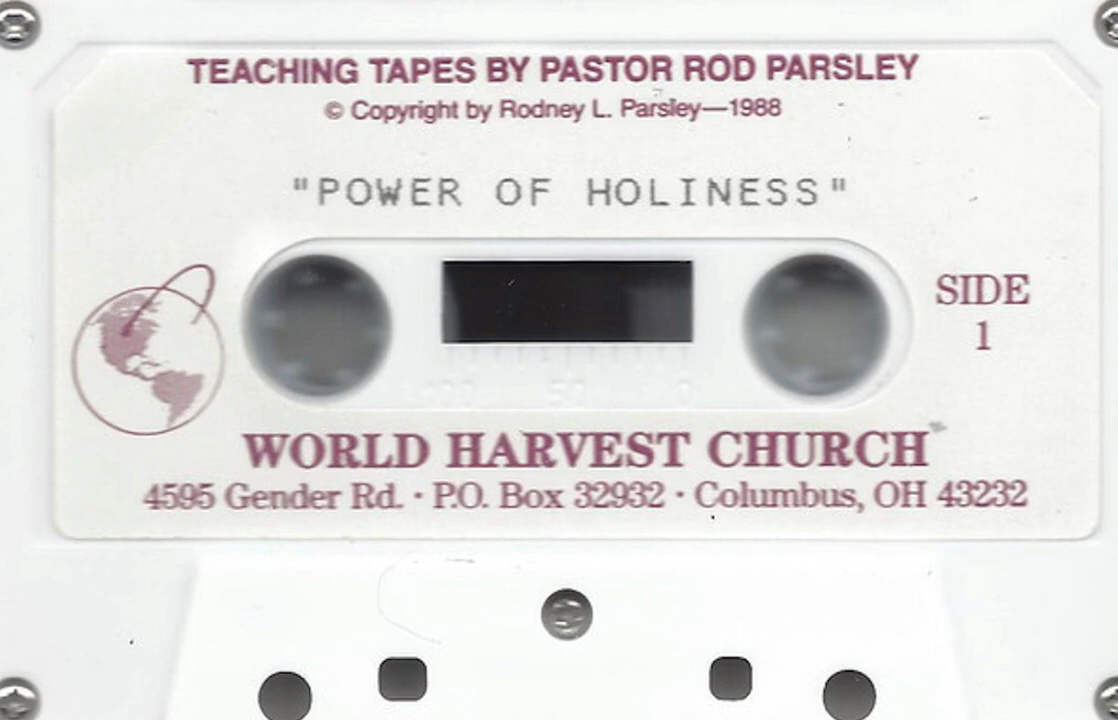 TEACHING TAPES BY PASTOR ROD PARSLEY
© Copyright by Rodney L. Parsley—1988
"POWER OF HOLINESS"
SIDE
1
100 50 0
WORLD HARVEST CHURCH
4595 Gender Rd. · P.O. Box 32932 · Columbus, OH 43232